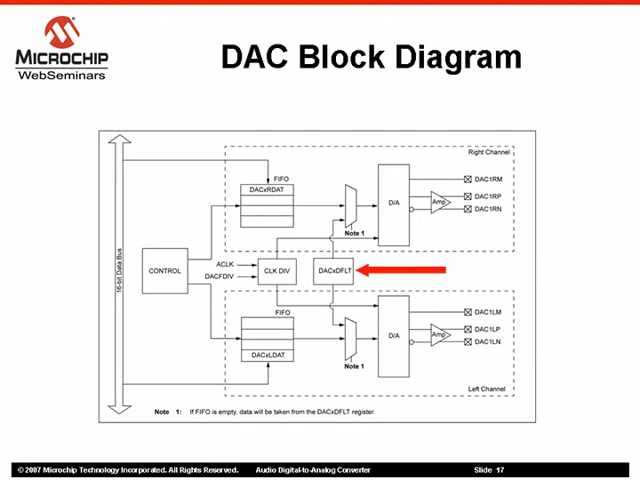 MICROCHIP
WebSeminars
DAC Block Diagram
Right Channel
FIFO
DACxRDAT
D/A
DAC1RM
DAC1RP
Amp
DAC1RN
Note 1
16-bit Data Bus
CONTROL
ACLK
DACFDIV
CLK DIV
DACxDFLT
FIFO
DACxLDAT
D/A
DAC1LM
DAC1LP
Amp
DAC1LN
Note 1
Left Channel
Note 1: If FIFO is empty, data will be taken from the DACxDFLT register.
© 2007 Microchip Technology Incorporated. All Rights Reserved. Audio Digital-to-Analog Converter Slide 17